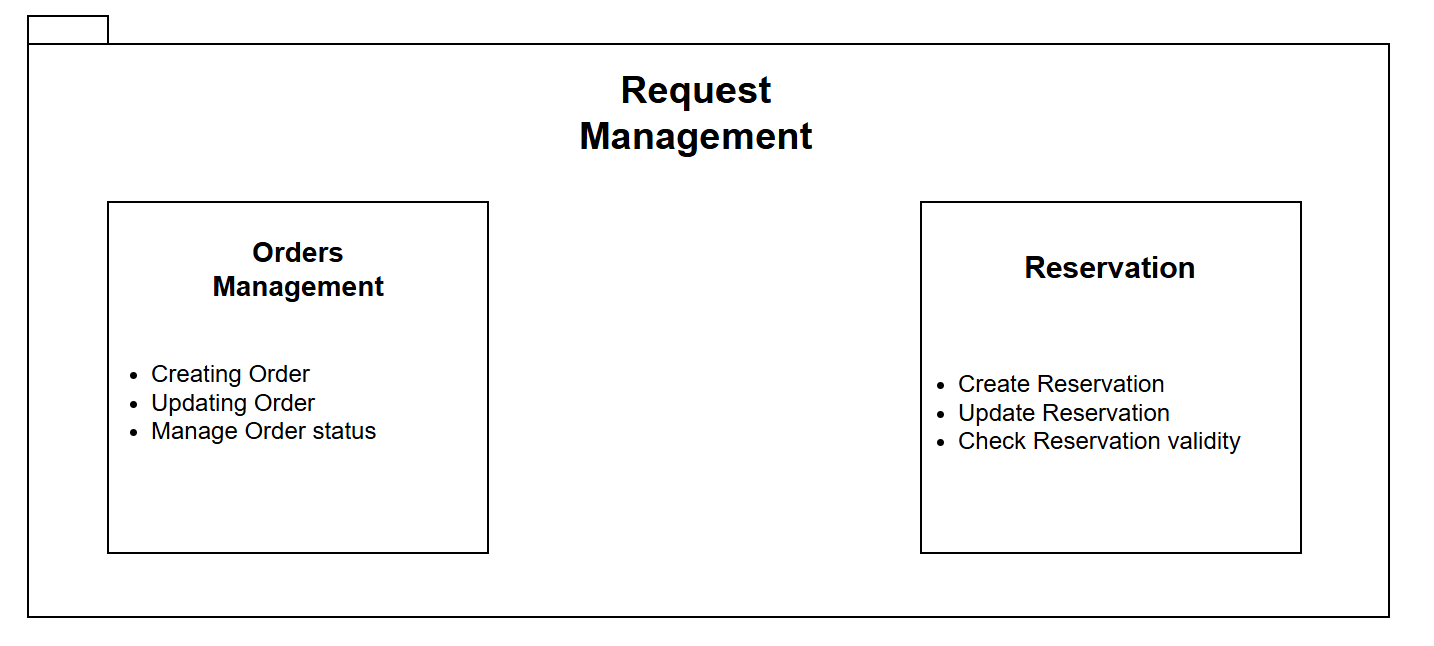 Request
Management
Orders
Management
Creating Order
Updating Order
Manage Order status
Reservation
Create Reservation
Update Reservation
Check Reservation validity